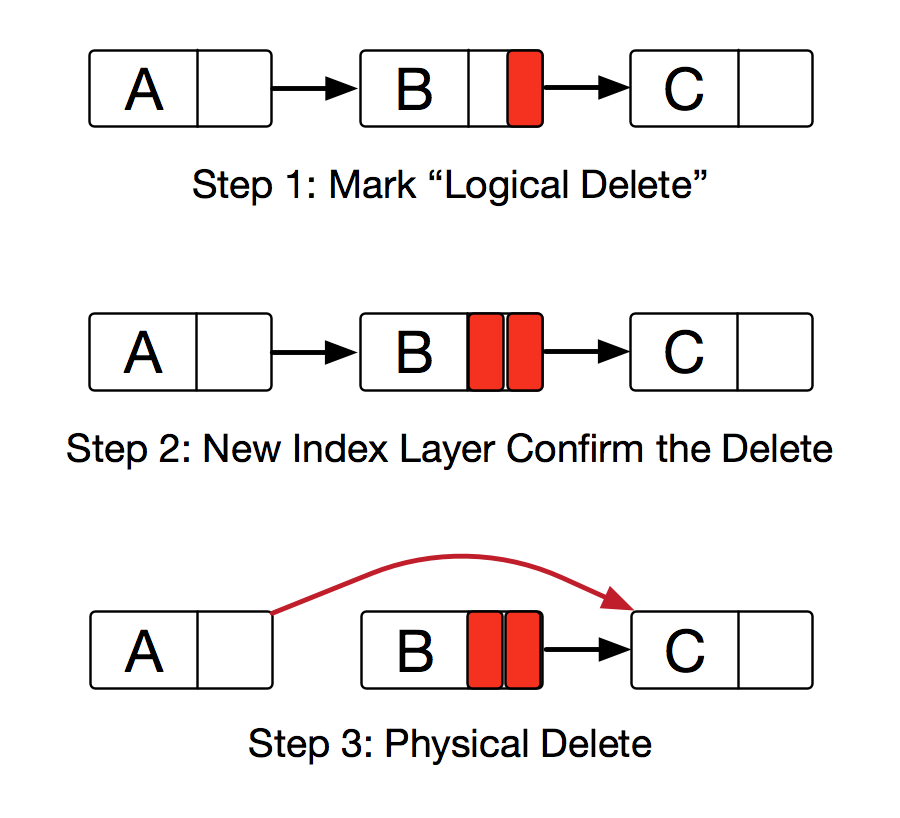 A B C
Step 1: Mark “Logical Delete”
A B C
Step 2: New Index Layer Confirm the Delete
A B C
Step 3: Physical Delete